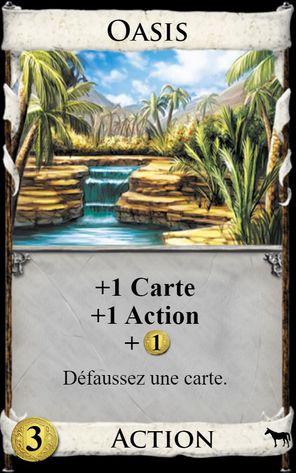 OASIS
+1 Carte
+1 Action
+ 1
Défaussez une carte.
3 ACTION